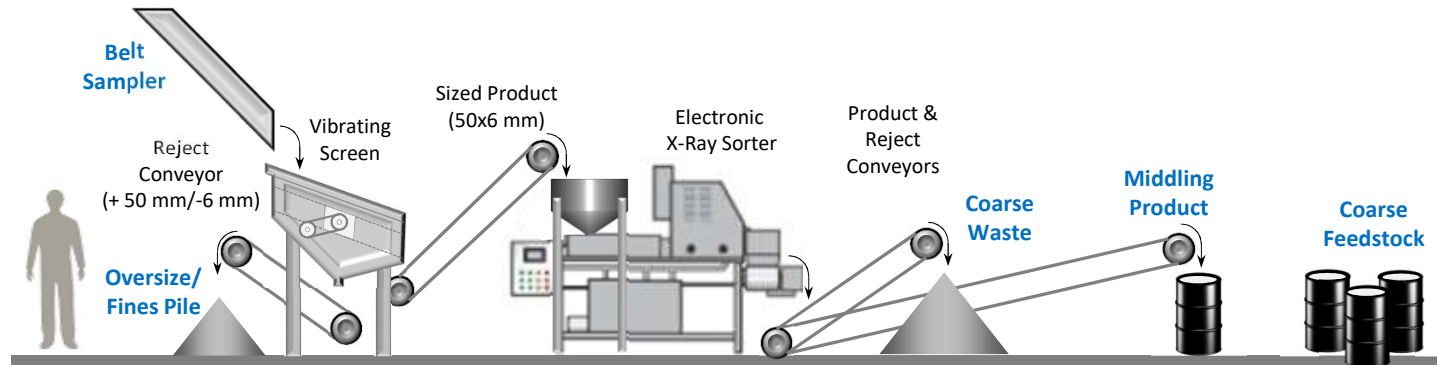 Belt
Sampler
Reject
Conveyor
(+ 50 mm/-6 mm)
Vibrating
Screen
Oversize/
Fines Pile
Sized Product
(50x6 mm)
Electronic
X-Ray Sorter
Product &
Reject
Conveyors
Coarse
Waste
Middling
Product
Coarse
Feedstock